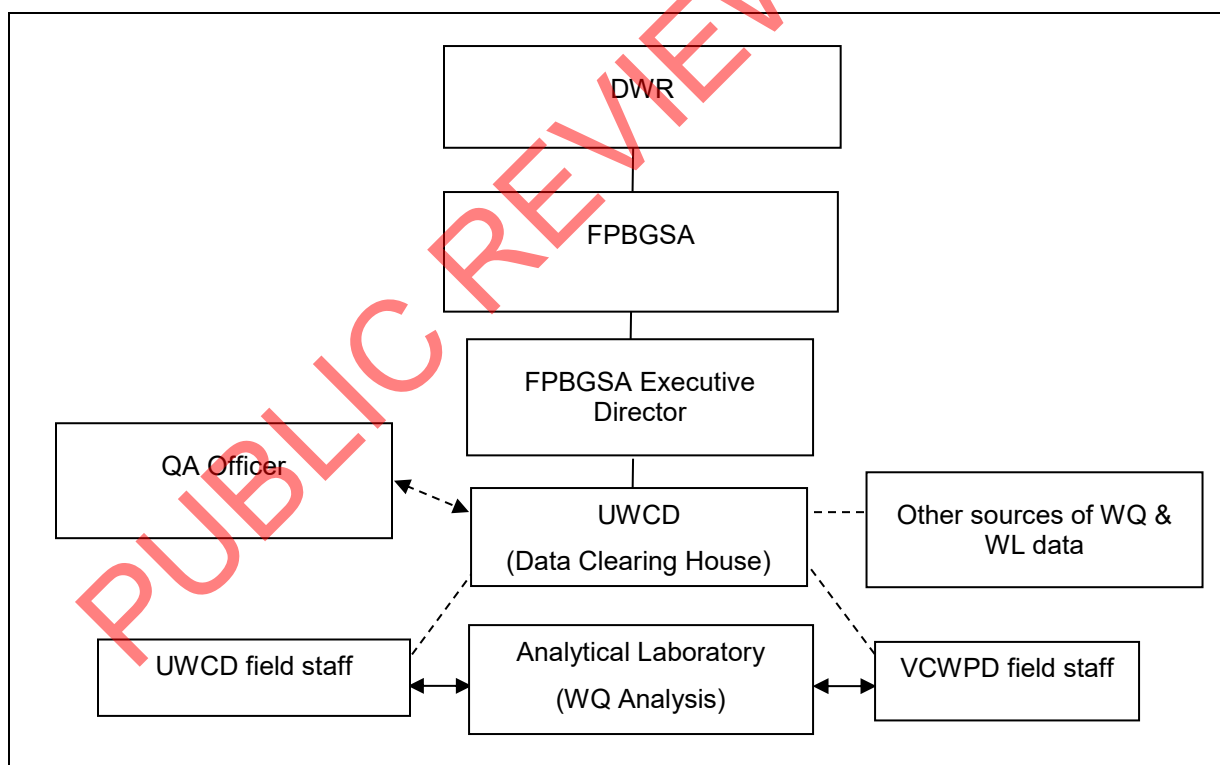 DWR
FPBGSA
FPBGSA Executive
Director
QA Officer
UWCD
(Data Clearing House)
Other sources of WQ &
WL data
UWCD field staff
Analytical Laboratory
(WQ Analysis)
VCWPD field staff
PUBLIC REVIEW